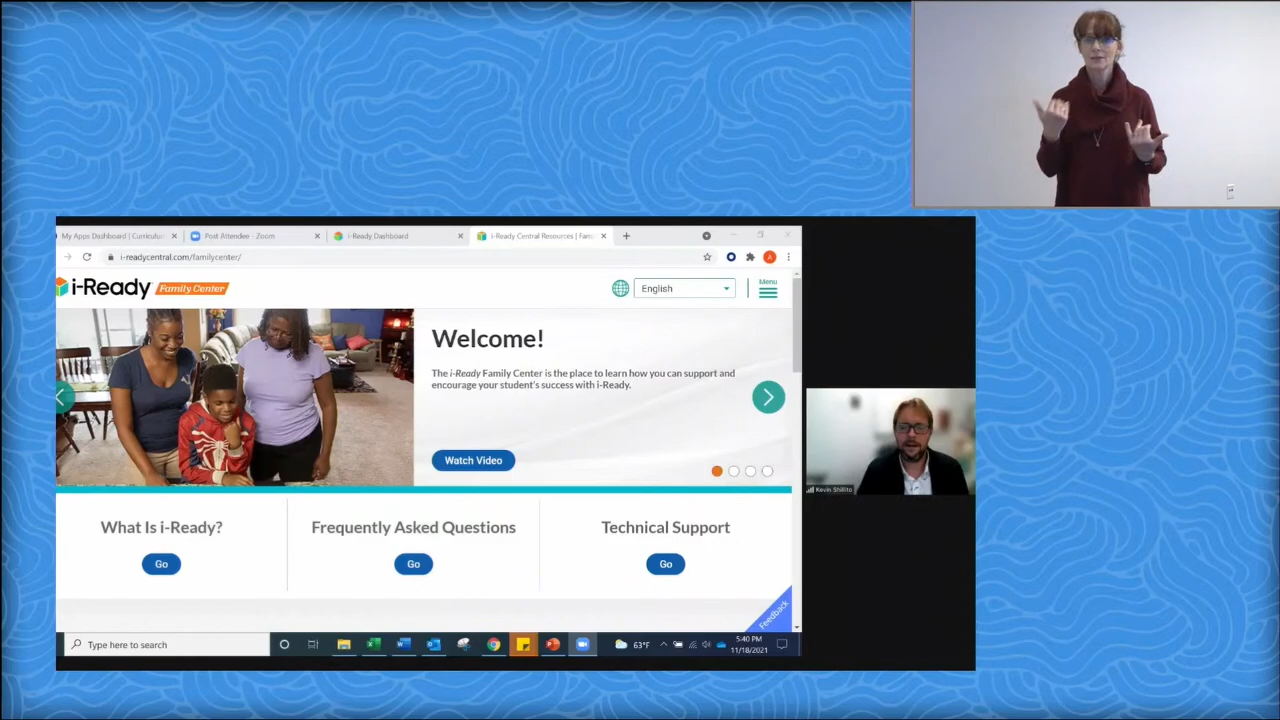 My Apps Dashboard | Curriculu
Post Attendee - Zoom
i-Ready Dashboard
i-Ready Central Resources | Fam
i-readycentral.com/familycenter/
A
i-Ready Family Center
English
Menu
Welcome!
The i-Ready Family Center is the place to learn how you can support and
encourage your student's success with i-Ready.
Watch Video
Kevin Shillito
What Is i-Ready?
Frequently Asked Questions
Technical Support
Go
Go
Go
Feedback
Type here to search
63°F
5:40 PM
11/18/2021